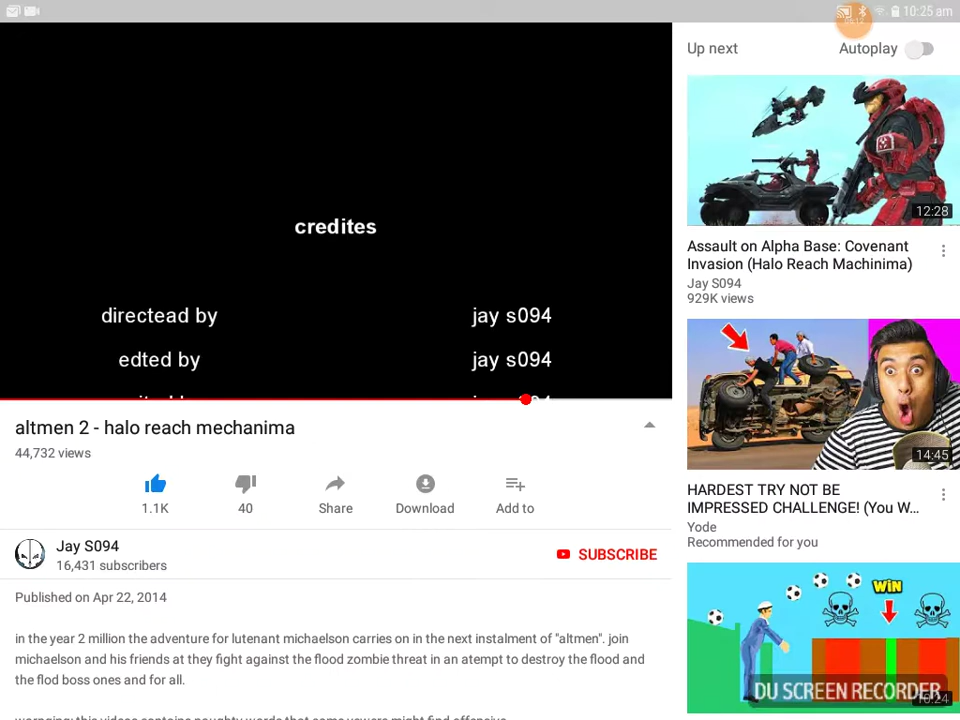 10:25 am
05:12
credites
directead by jay s094
edted by jay s094
altmen 2 - halo reach mechanima
44,732 views
1.1K
40
Share
Download
Add to
Jay S094
16,431 subscribers
SUBSCRIBE
Published on Apr 22, 2014
in the year 2 million the adventure for lutenant michaelson carries on in the next instalment of "altmen". join
michaelson and his friends at they fight against the flood zombie threat in an atempt to destroy the flood and
the flod boss ones and for all.
Up next
Autoplay
12:28
Assault on Alpha Base: Covenant
Invasion (Halo Reach Machinima)
Jay S094
929K views
14:45
HARDEST TRY NOT BE
IMPRESSED CHALLENGE! (You W...
Yode
Recommended for you
WIN
DU SCREEN RECORDER